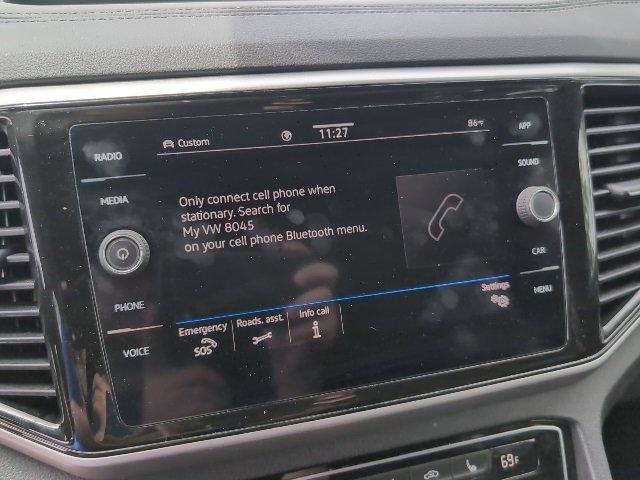 RADIO
MEDIA
PHONE
VOICE
Custom
11:27
86°F
Only connect cell phone when
stationary. Search for
My VW 8045
on your cell phone Bluetooth menu.
Emergency
SOS
Roads. asst.
Info call
Settings
APP
SOUND
CAR
MENU
69F